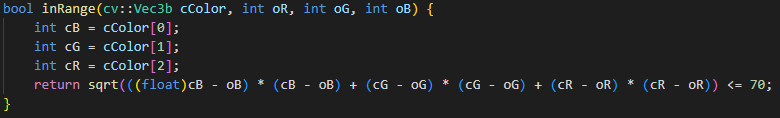 bool inRange(cv::Vec3b cColor, int oR, int oG, int oB) {
    int cB = cColor[0];
    int cG = cColor[1];
    int cR = cColor[2];
    return sqrt(((float)cB - oB) * (cB - oB) + (cG - oG) * (cG - oG) + (cR - oR) * (cR - oR)) <= 70;
}